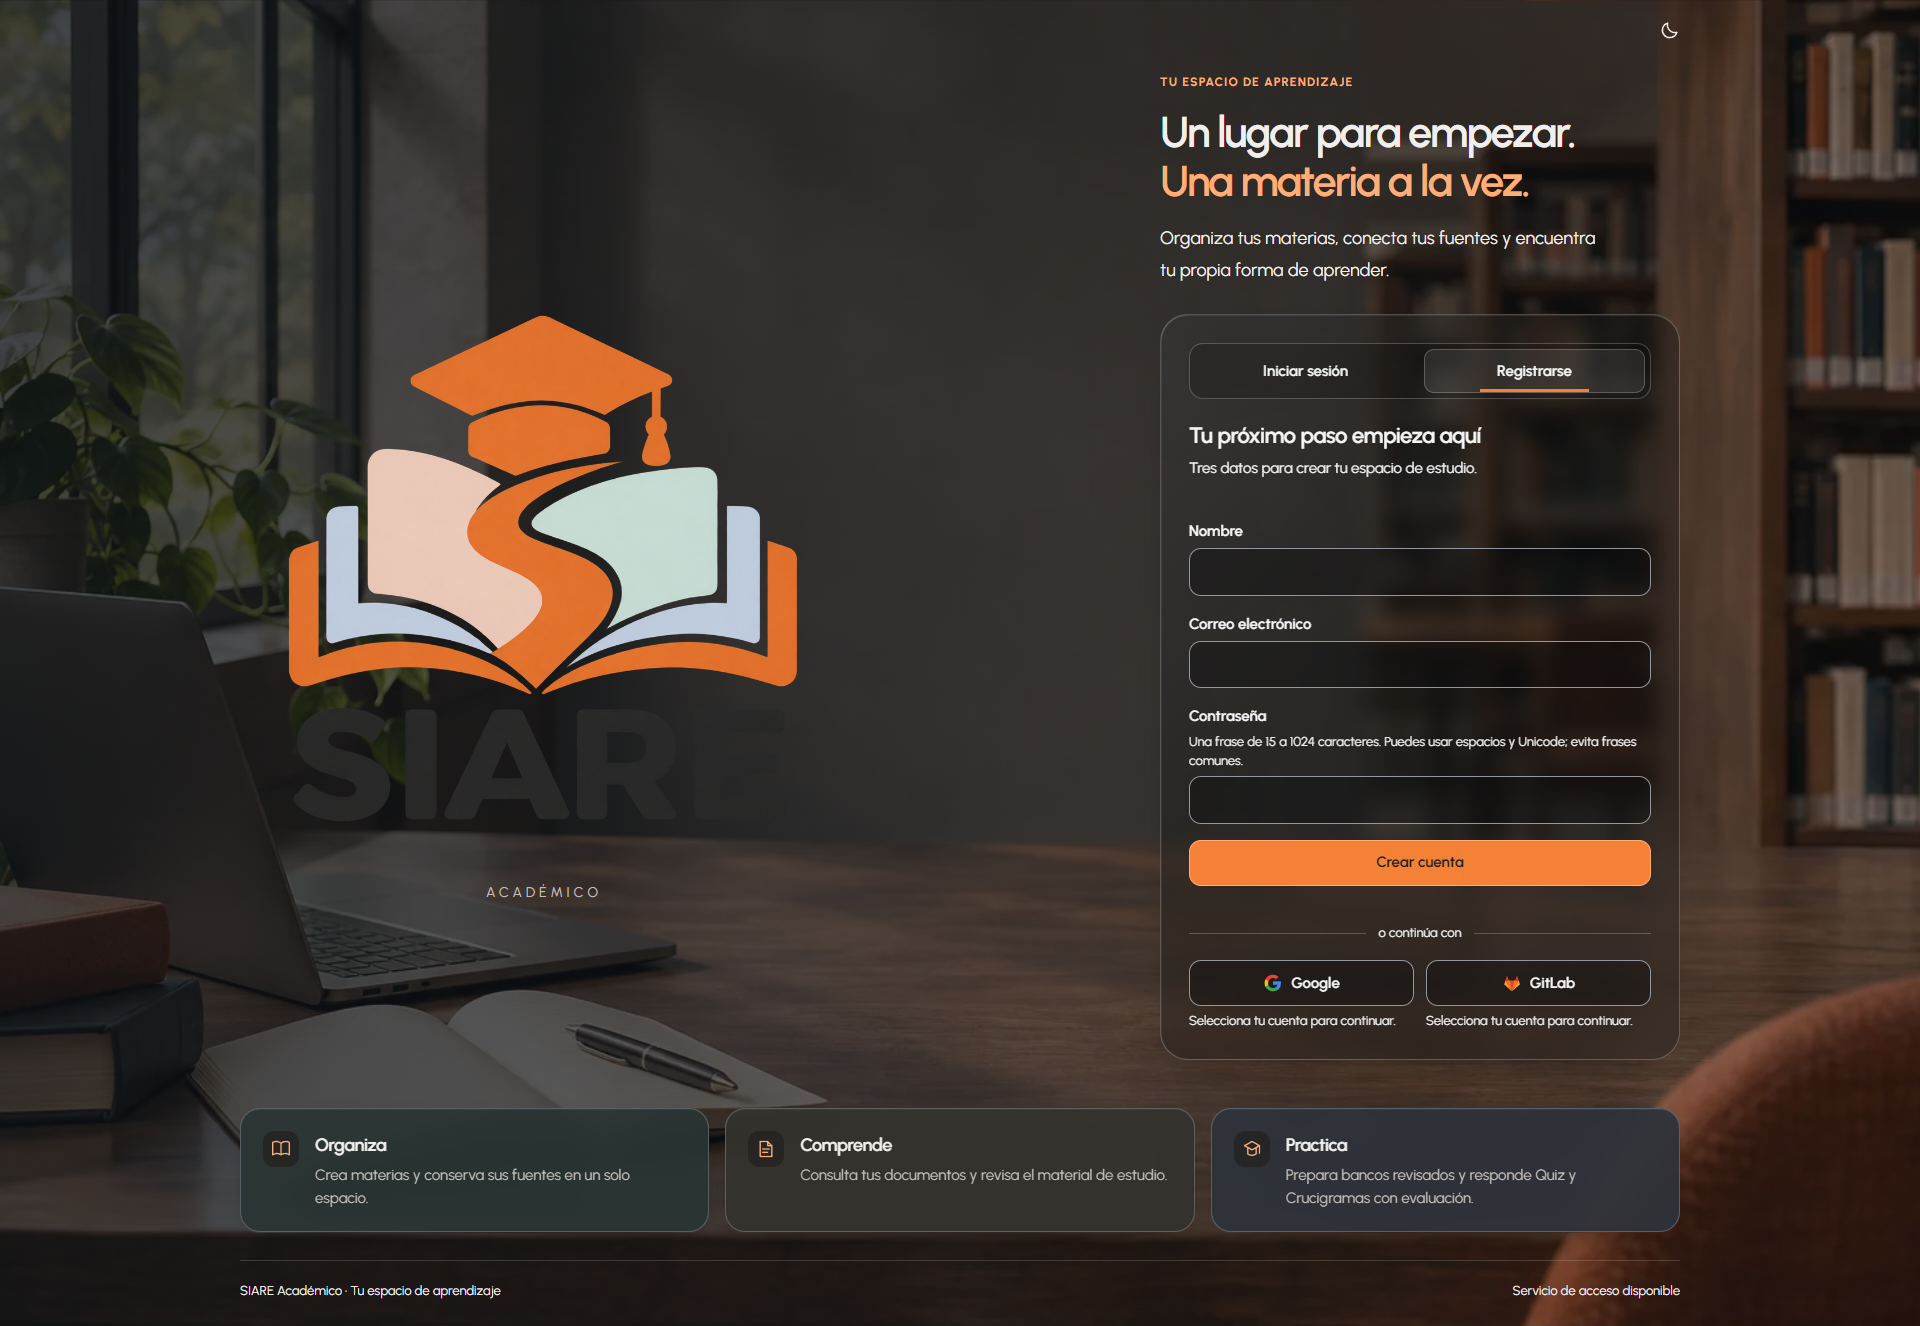 TU ESPACIO DE APRENDIZAJE
Un lugar para empezar.
Una materia a la vez.
Organiza tus materias, conecta tus fuentes y encuentra
tu propia forma de aprender.
SIARE
ACADÉMICO
Iniciar sesión
Registrarse
Tu próximo paso empieza aquí
Tres datos para crear tu espacio de estudio.
Nombre
Correo electrónico
Contraseña
Una frase de 15 a 1024 caracteres. Puedes usar espacios y Unicode; evita frases
comunes.
Crear cuenta
o continúa con
Google
GitLab
Selecciona tu cuenta para continuar.
Selecciona tu cuenta para continuar.
Organiza
Crea materias y conserva sus fuentes en un solo
espacio.
Comprende
Consulta tus documentos y revisa el material de estudio.
Practica
Prepara bancos revisados y responde Quiz y
Crucigramas con evaluación.
SIARE Académico · Tu espacio de aprendizaje
Servicio de acceso disponible